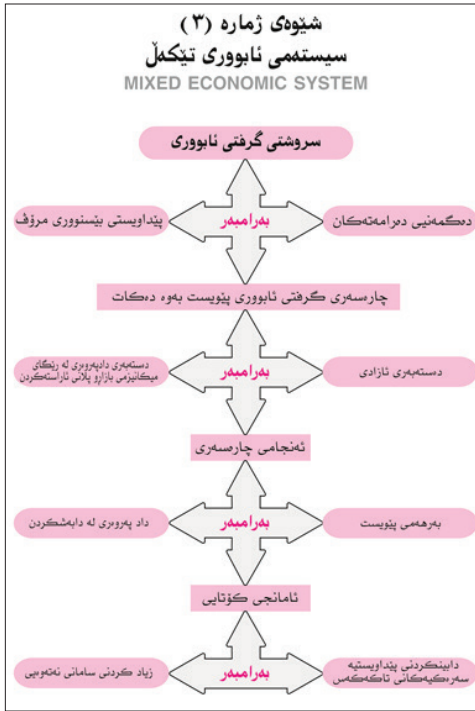 شێوەی ژمارە (٣)
سیستەمی ئابووری تێکەڵ
MIXED ECONOMIC SYSTEM
سروشتی گرفتی ئابووری
دەگمەنیی دەرامەتەکان
بەرامبەر
پێداویستی بێسنووری مرۆڤ
چارەسەری گرفتی ئابووری پێویست بەوە دەکات
دەستەبەری ئازادی
بەرامبەر
دەستەبەری دادپەروەری لە رێگای
میکانیزمی بازاڕو پلانی ئاراستەکردن
ئەنجامی چارەسەری
بەرهەمی پێویست
بەرامبەر
داد پەروەری لە دابەشکردن
ئامانجی کۆتایی
دابینکردنی پێداویستیە
سەرەکیەکانی تاکەکەس
بەرامبەر
زیاد کردنی سامانی نەتەوەیی